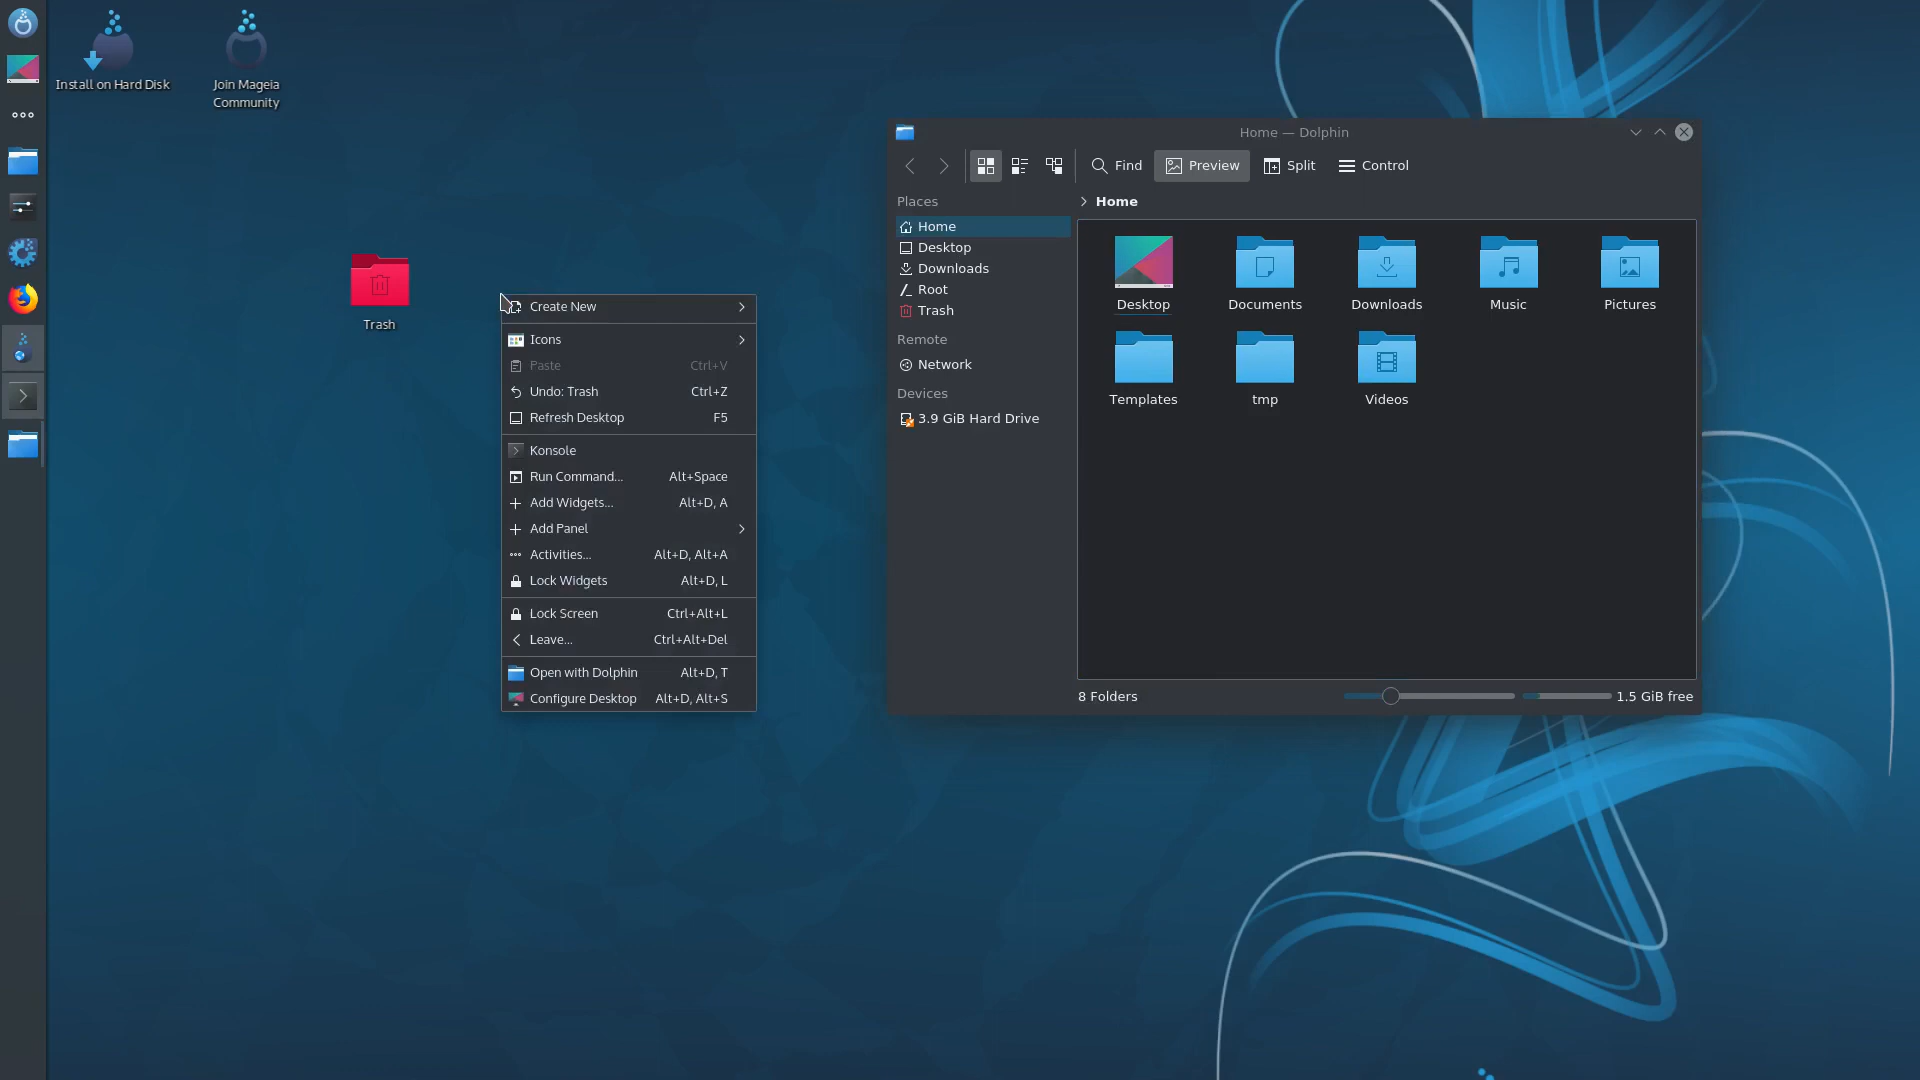 Install on Hard Disk
Join Mageia
Community
Trash
Create New
Icons
Paste Ctrl+V
Undo: Trash Ctrl+Z
Refresh Desktop F5
Konsole
Run Command... Alt+Space
Add Widgets... Alt+D, A
Add Panel
Activities... Alt+D, Alt+A
Lock Widgets Alt+D, L
Lock Screen Ctrl+Alt+L
Leave... Ctrl+Alt+Del
Open with Dolphin Alt+D, T
Configure Desktop Alt+D, Alt+S
Home — Dolphin
Find Preview Split Control
Places
Home
Desktop
Downloads
Root
Trash
Remote
Network
Devices
3.9 GiB Hard Drive
Home
Desktop Documents Downloads Music Pictures
Templates tmp Videos
8 Folders 1.5 GiB free